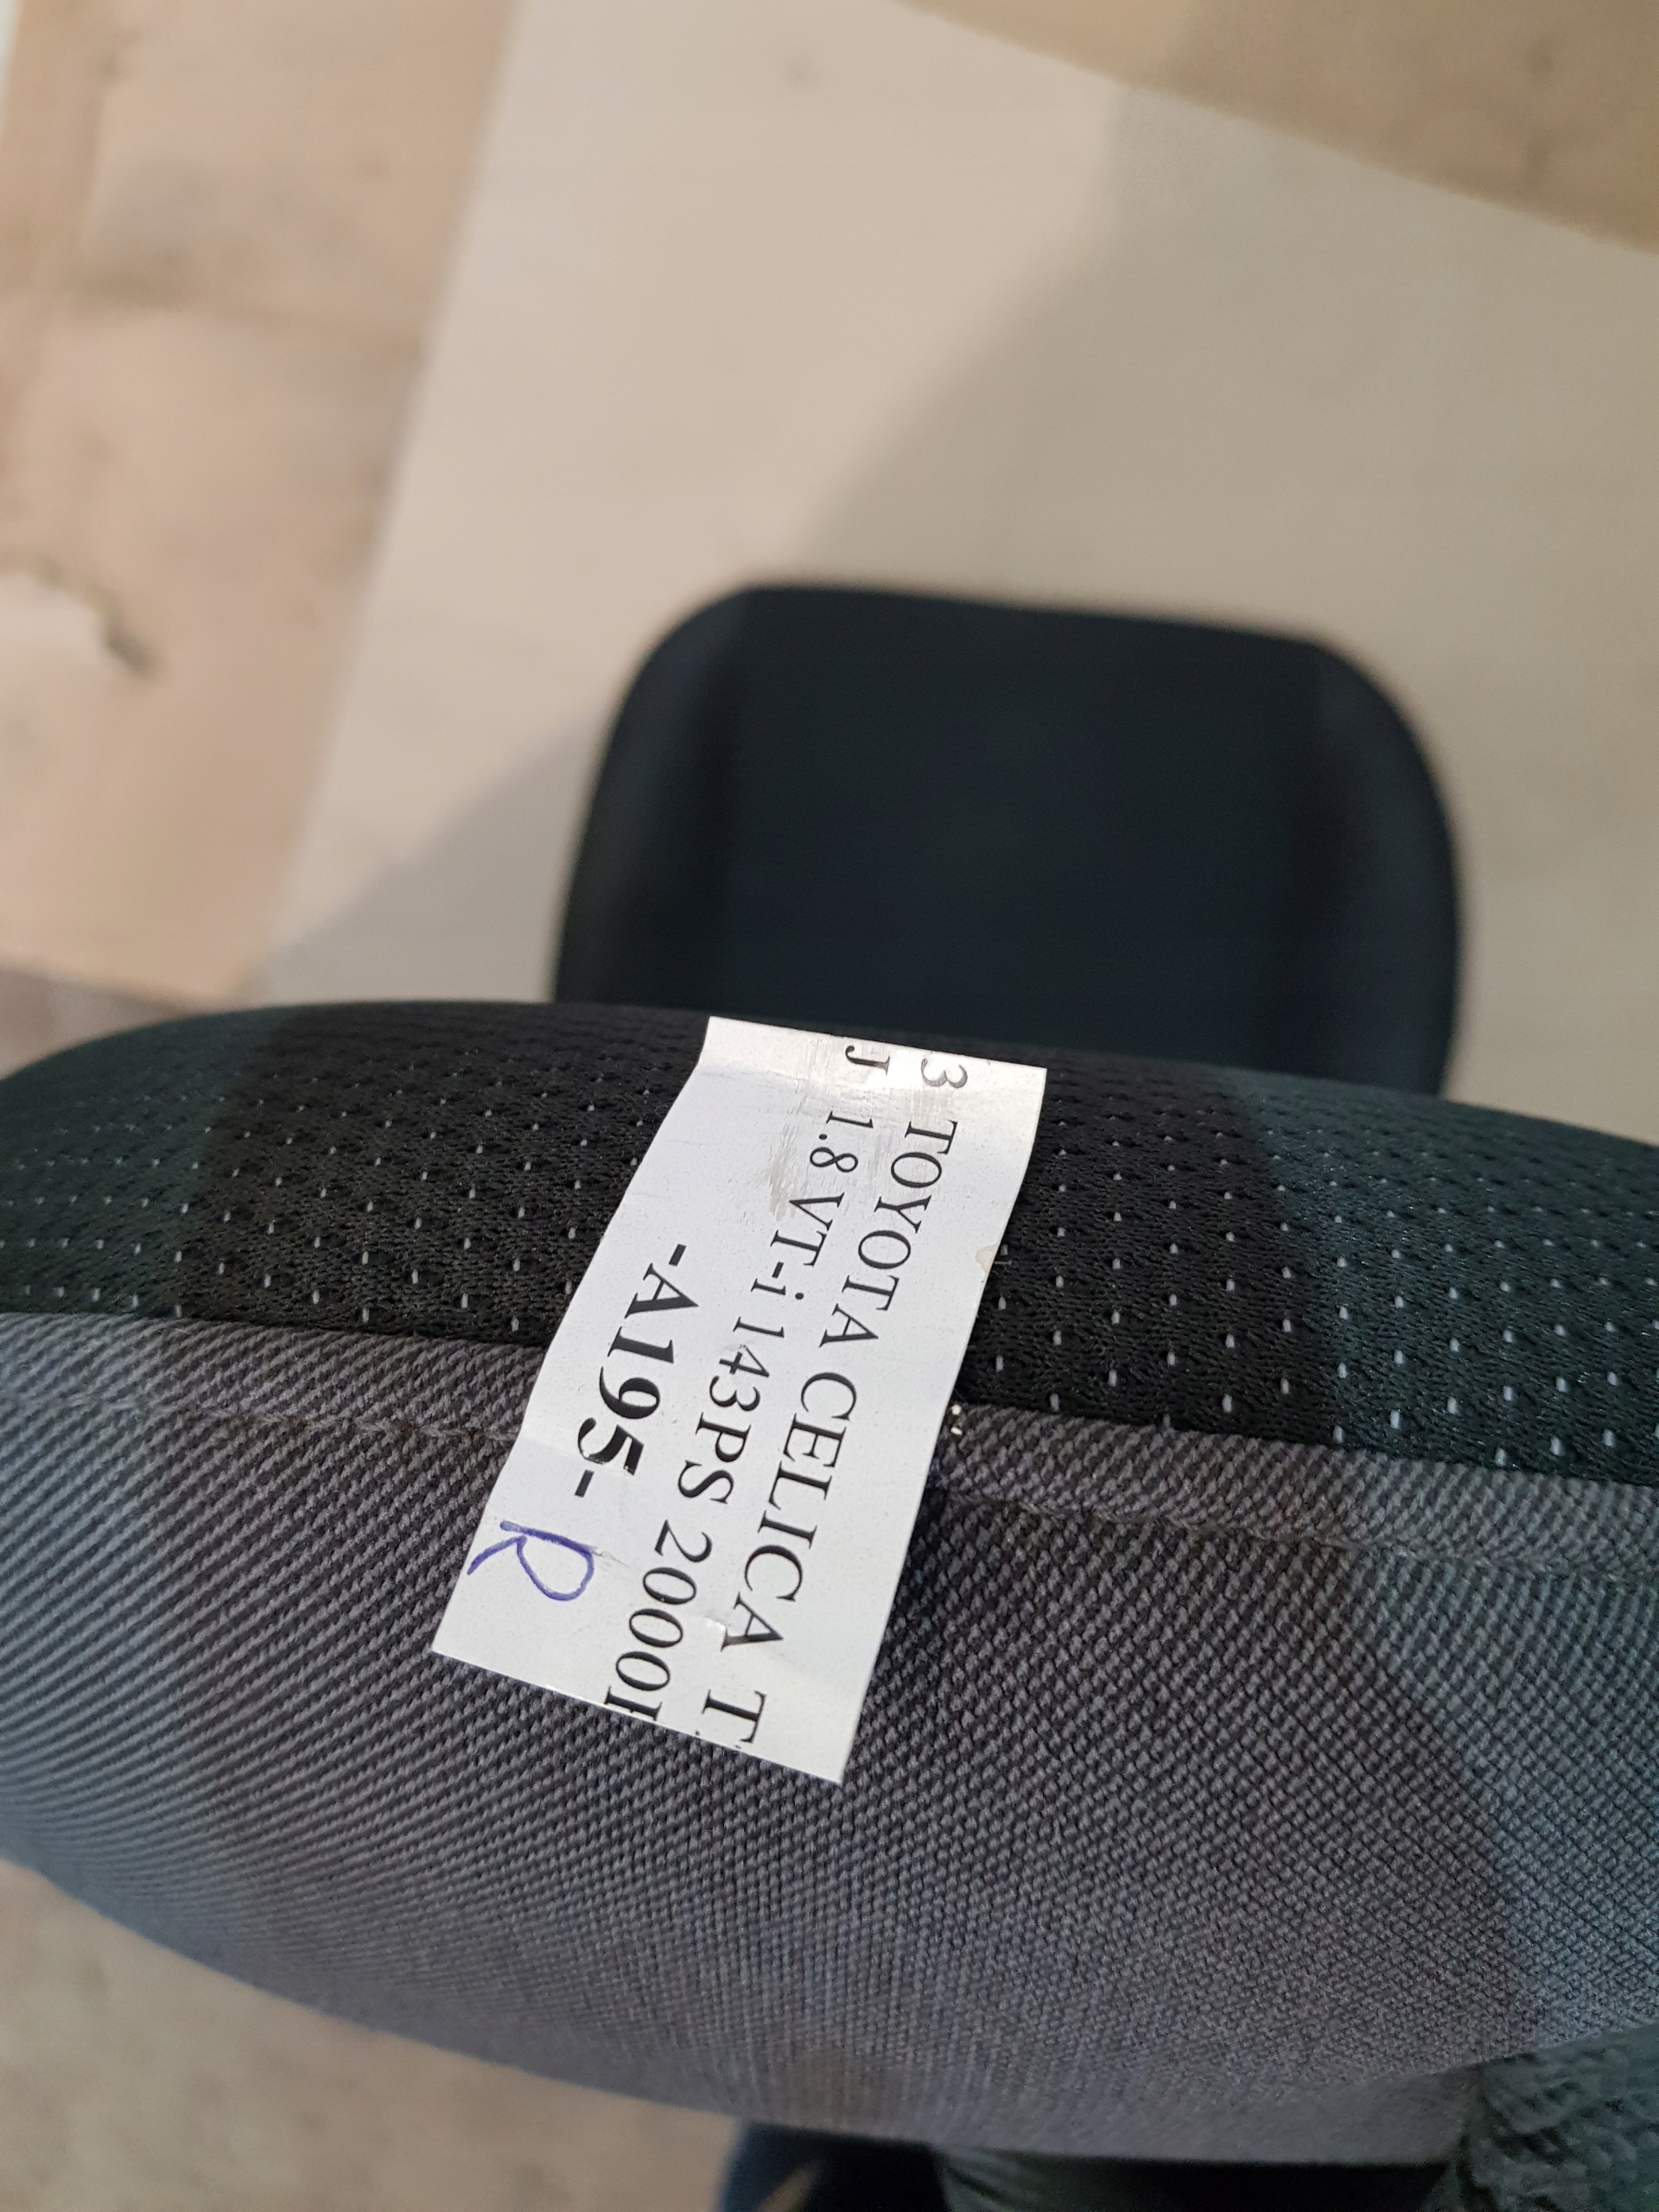 3 TOYOTA CELICA T
J 1.8 VT-i 143PS 2000
-A195- R